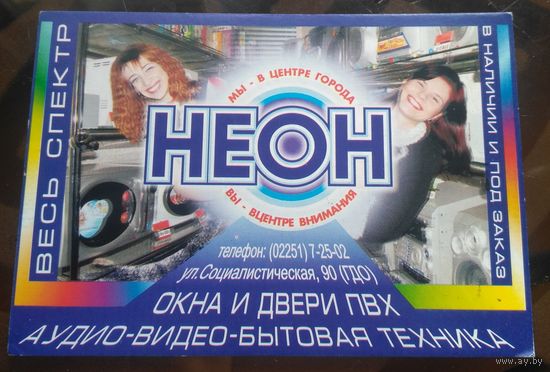 ВЕСЬ СПЕКТР
МЫ - В ЦЕНТРЕ ГОРОДА
НЕОН
ВЫ - ВЦЕНТРЕ ВНИМАНИЯ
В НАЛИЧИИ И ПОД ЗАКАЗ
телефон: (02251) 7-25-02
ул.Социалистическая, 90 (ГДО)
ОКНА И ДВЕРИ ПВХ
АУДИО-ВИДЕО-БЫТОВАЯ ТЕХНИКА
www.ay.by